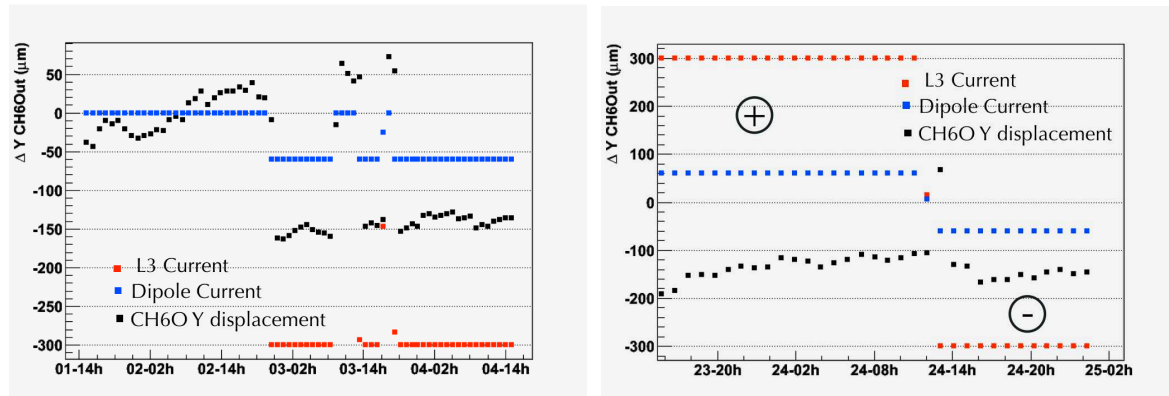 Δ Y CH6Out (μm)
50
0
-50
-100
-150
-200
-250
-300
L3 Current
Dipole Current
CH6O Y displacement
01-14h 02-02h 02-14h 03-02h 03-14h 04-02h 04-14h
Δ Y CH6Out (μm)
300
200
100
0
-100
-200
-300
L3 Current
Dipole Current
CH6O Y displacement
+
-
23-20h 24-02h 24-08h 24-14h 24-20h 25-02h